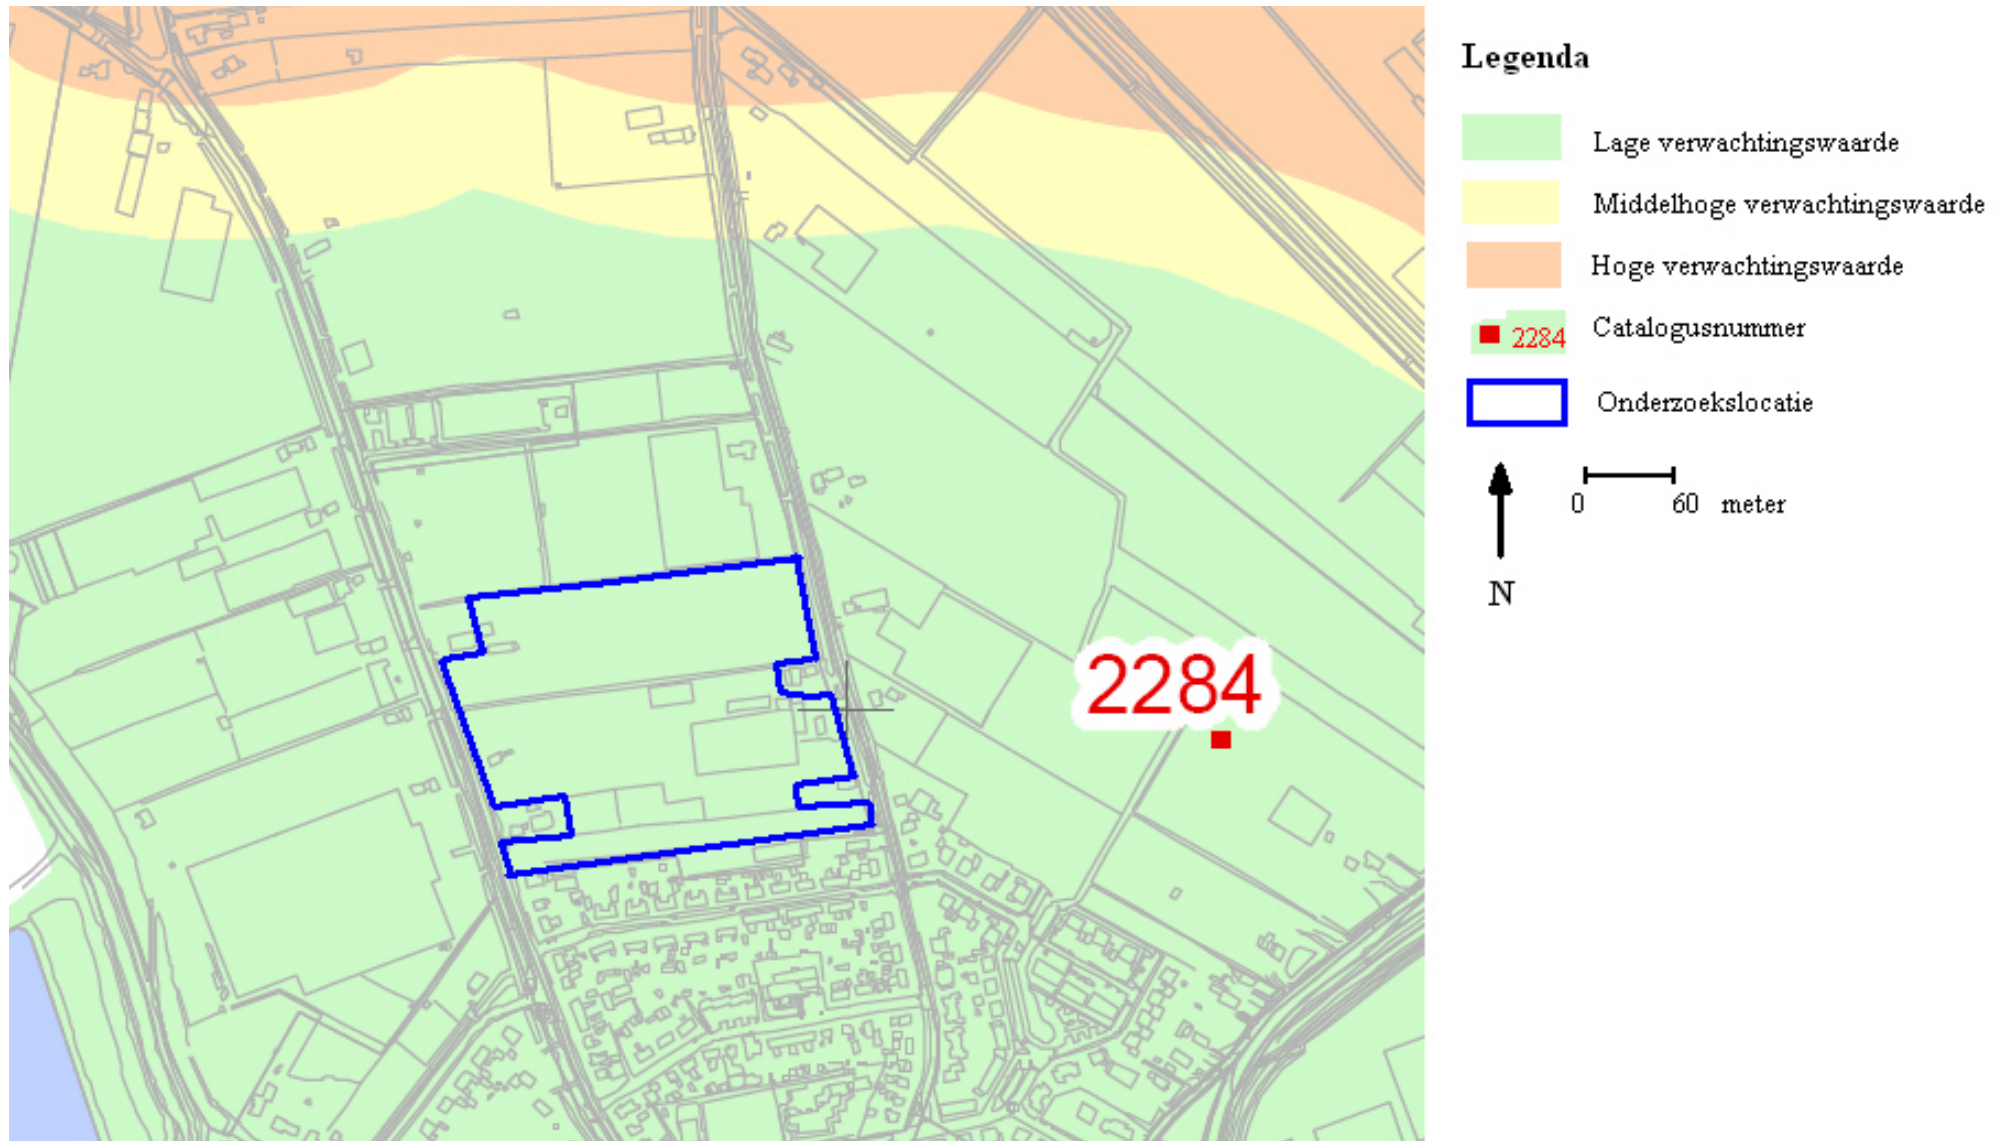 Legenda
Lage verwachtingswaarde
Middelhoge verwachtingswaarde
Hoge verwachtingswaarde
2284 Catalogusnummer
Onderzoekslocatie
0 60 meter
N
2284